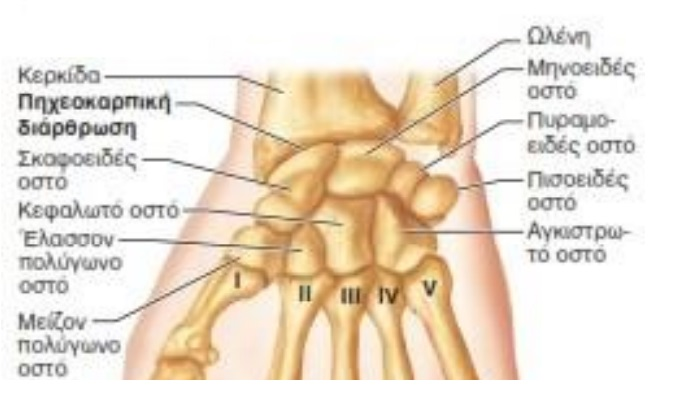 Κερκίδα
Πηχεοκαρπική
διάρθρωση
Σκαφοειδές
οστό
Κεφαλωτό οστό
Έλασσον
πολύγωνο
οστό
Μείζον
πολύγωνο
οστό
Ωλένη
Μηνοειδές
οστό
Πυραμο-
ειδές οστό
Πισοειδές
οστό
Αγκιστρω-
τό οστό
I II III IV V